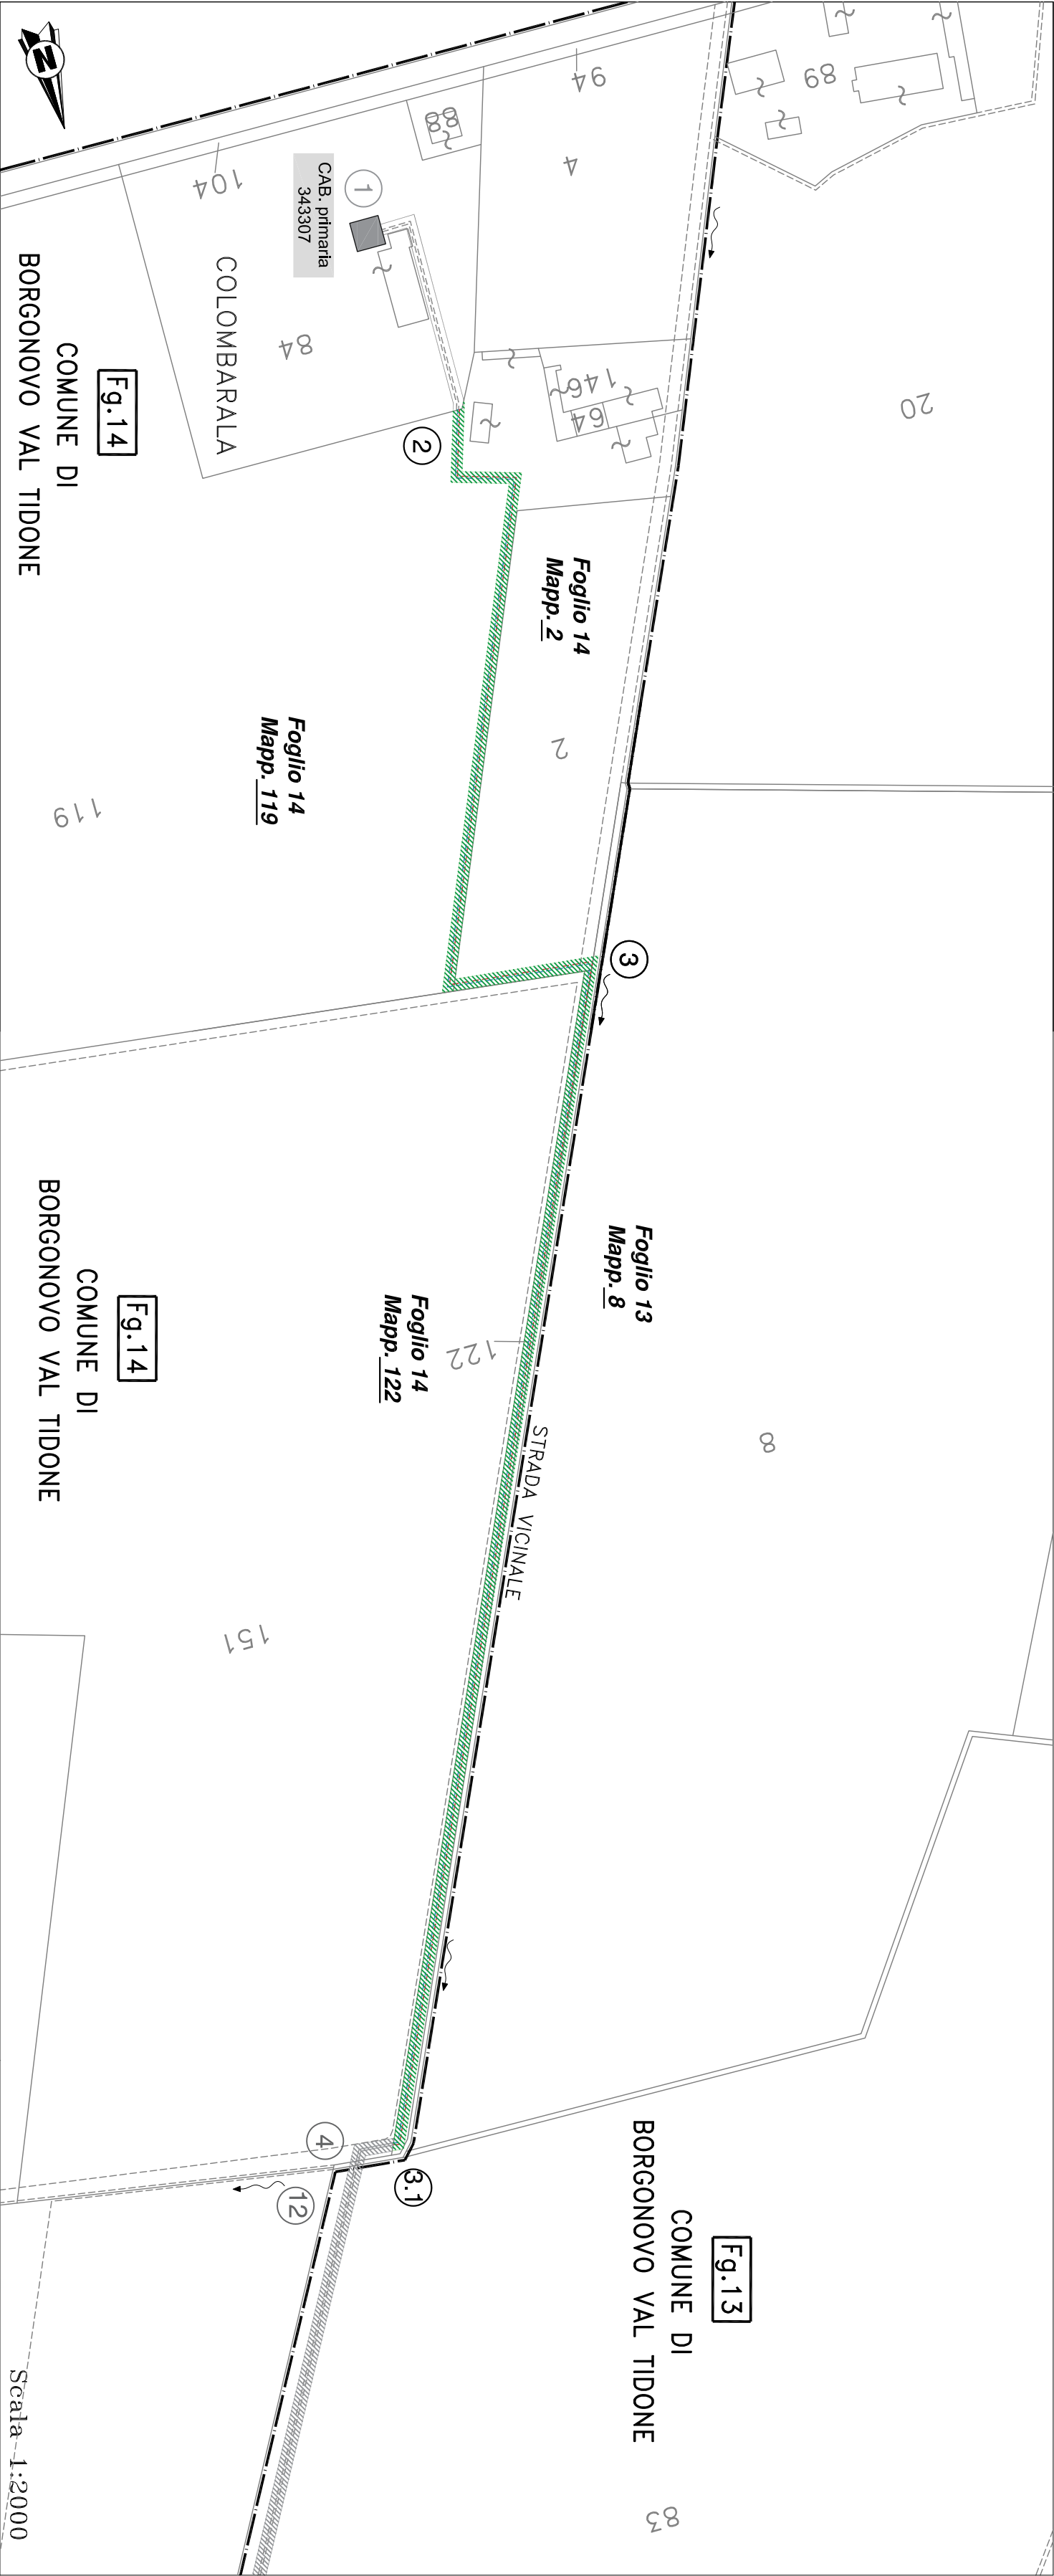 N
94
89
4
88
104
1
CAB. primaria
343307
COLOMBARALA
84
146
64
20
2
Fg.14
COMUNE DI
BORGONOVO VAL TIDONE
Foglio 14
Mapp. 2
2
Foglio 14
Mapp. 119
119
3
Foglio 13
Mapp. 8
8
Foglio 14
Mapp. 122
122
STRADA VICINALE
Fg.14
COMUNE DI
BORGONOVO VAL TIDONE
151
4
3.1
12
Fg.13
COMUNE DI
BORGONOVO VAL TIDONE
83
Scala 1:2000